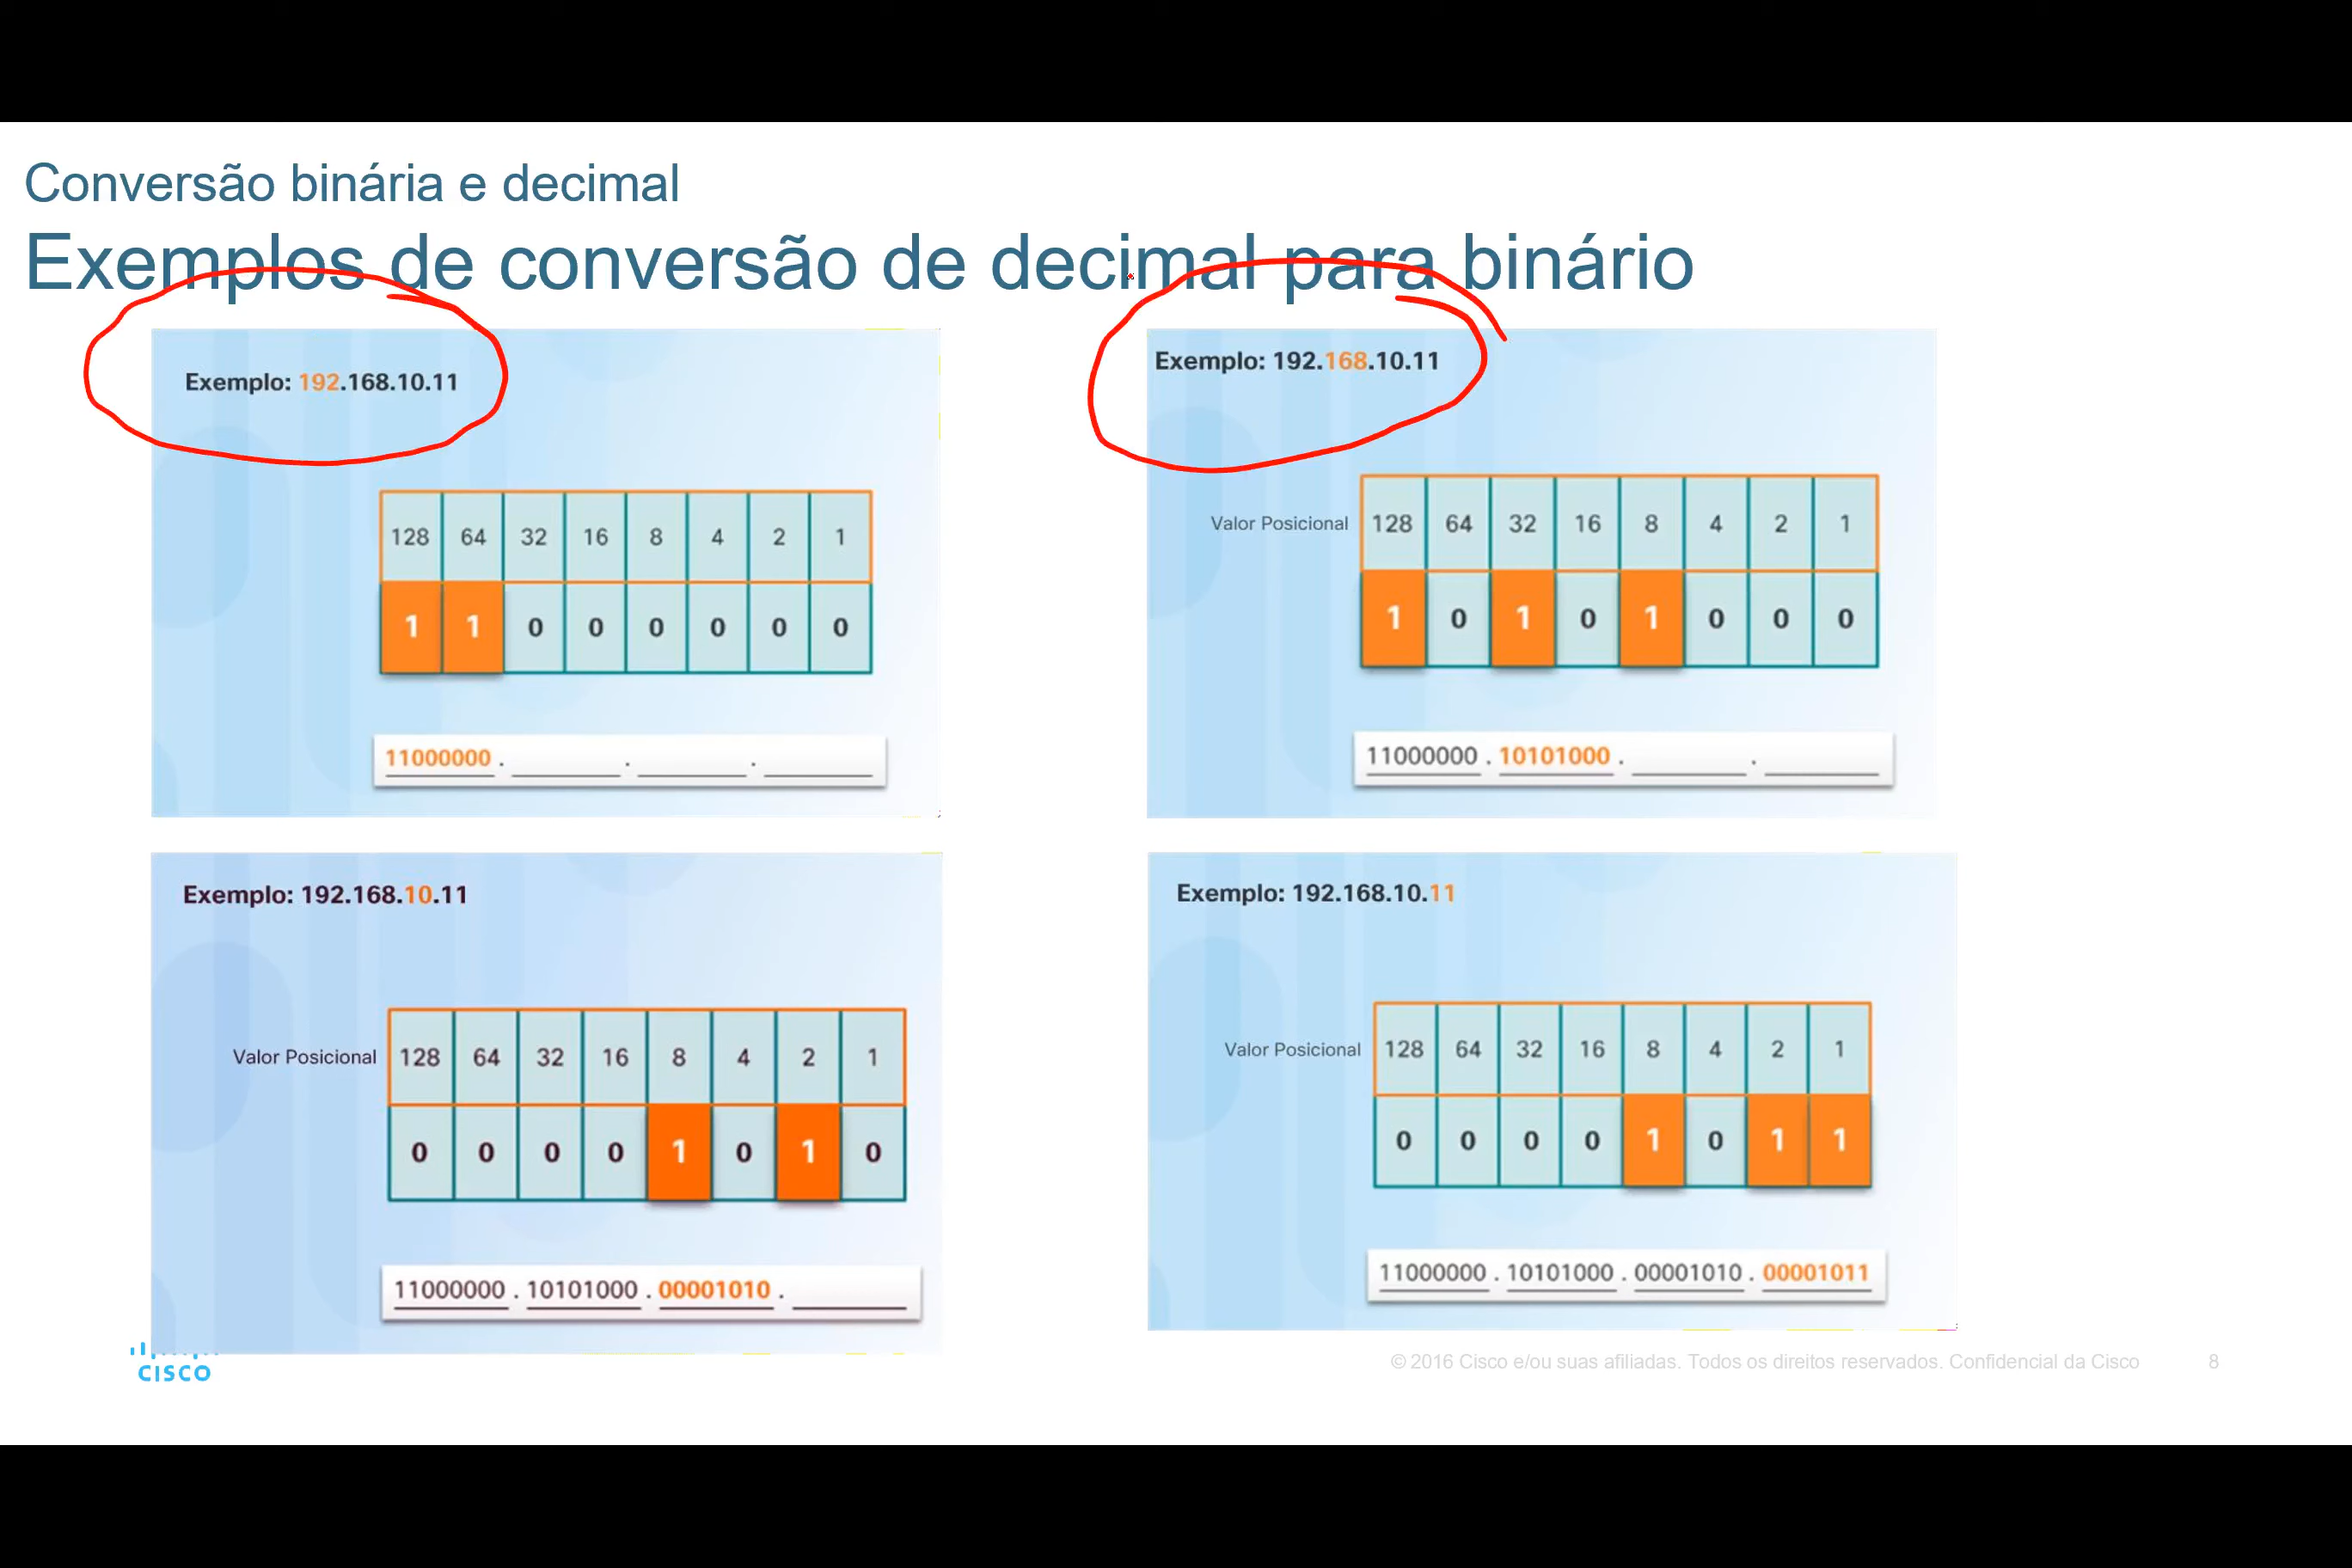 Conversão binária e decimal
Exemplos de conversão de decimal para binário
Exemplo: 192.168.10.11
128 64 32 16 8 4 2 1
1 1 0 0 0 0 0 0
11000000 . ________ . ________ . ________
Exemplo: 192.168.10.11
Valor Posicional 128 64 32 16 8 4 2 1
1 0 1 0 1 0 0 0
11000000 . 10101000 . ________ . ________
Exemplo: 192.168.10.11
Valor Posicional 128 64 32 16 8 4 2 1
0 0 0 0 1 0 1 0
11000000 . 10101000 . 00001010 . ________
Exemplo: 192.168.10.11
Valor Posicional 128 64 32 16 8 4 2 1
0 0 0 0 1 0 1 1
11000000 . 10101000 . 00001010 . 00001011
CISCO
© 2016 Cisco e/ou suas afiliadas. Todos os direitos reservados. Confidencial da Cisco 8